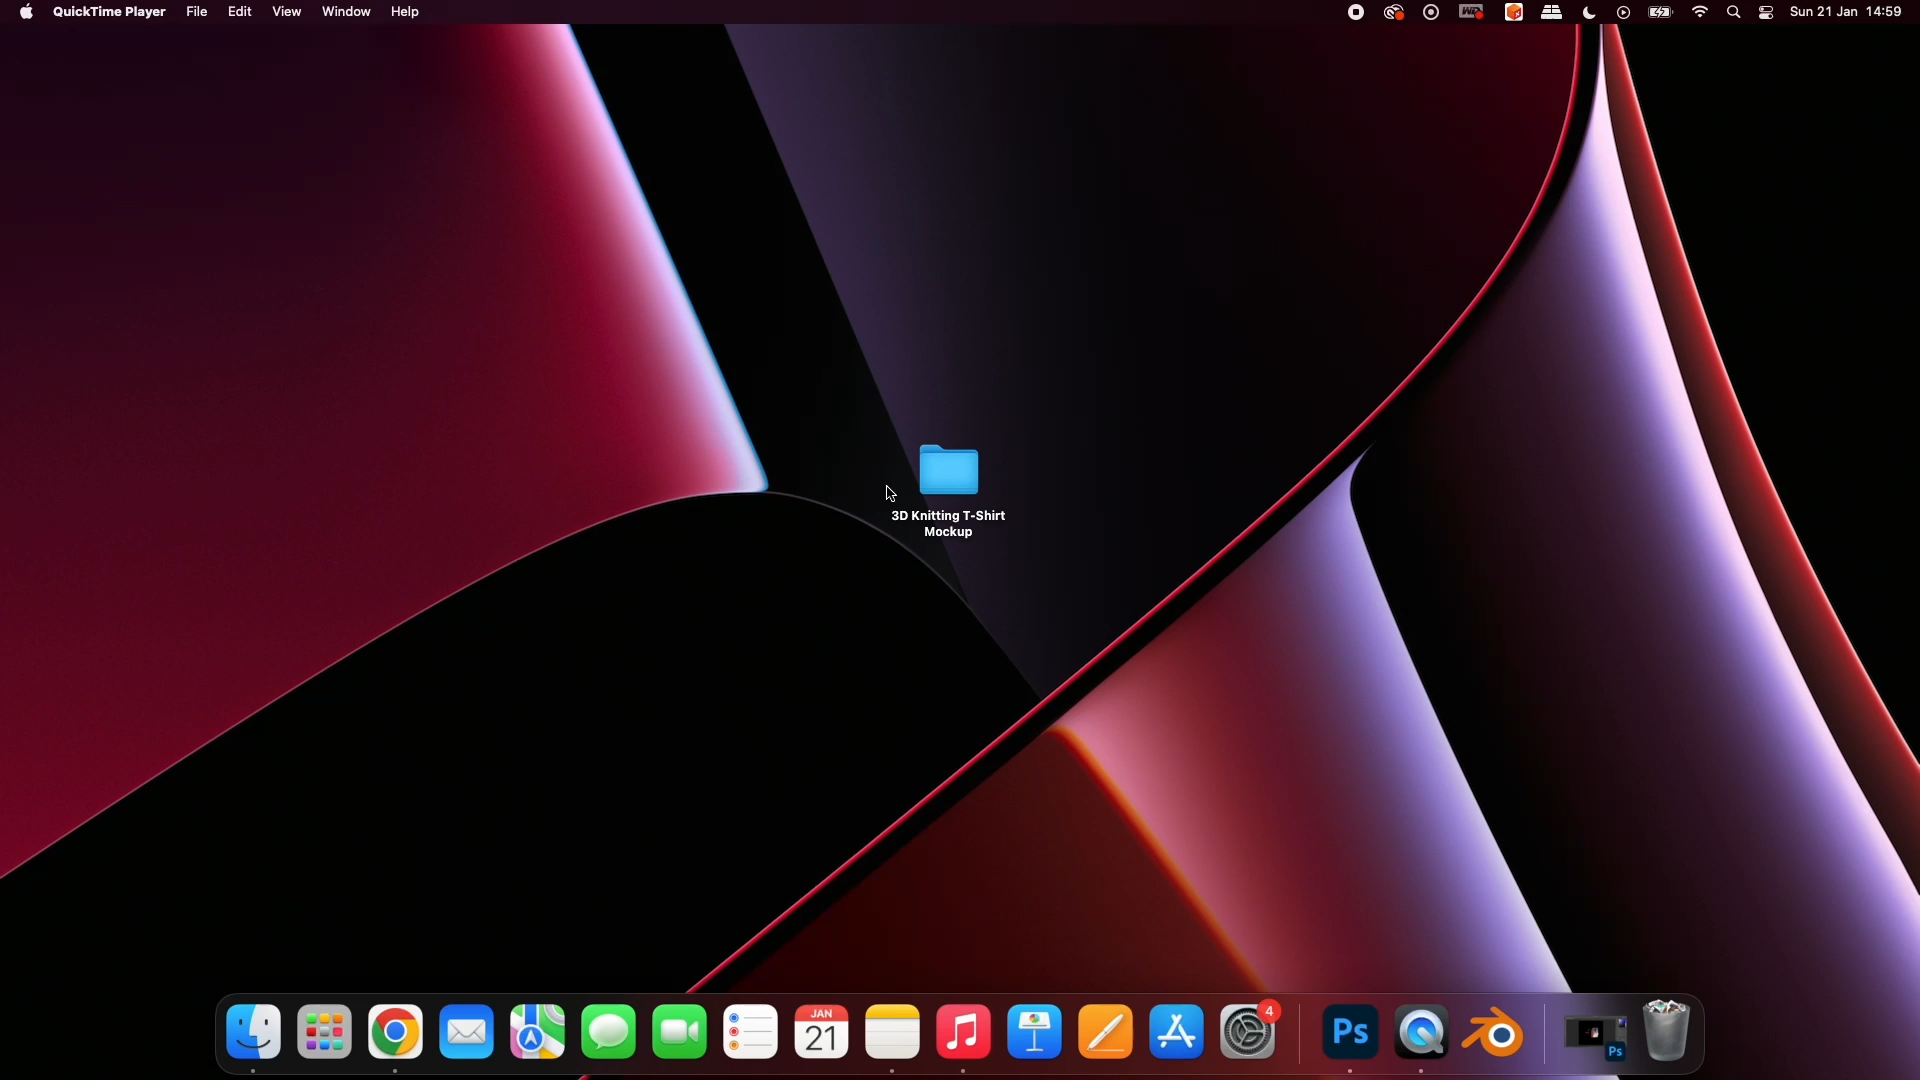 QuickTime Player File Edit View Window Help
Sun 21 Jan 14:59
3D Knitting T-Shirt
Mockup
JAN
21
4
Ps
Ps